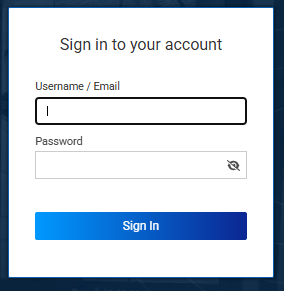 Sign in to your account
Username / Email
Password
Sign In